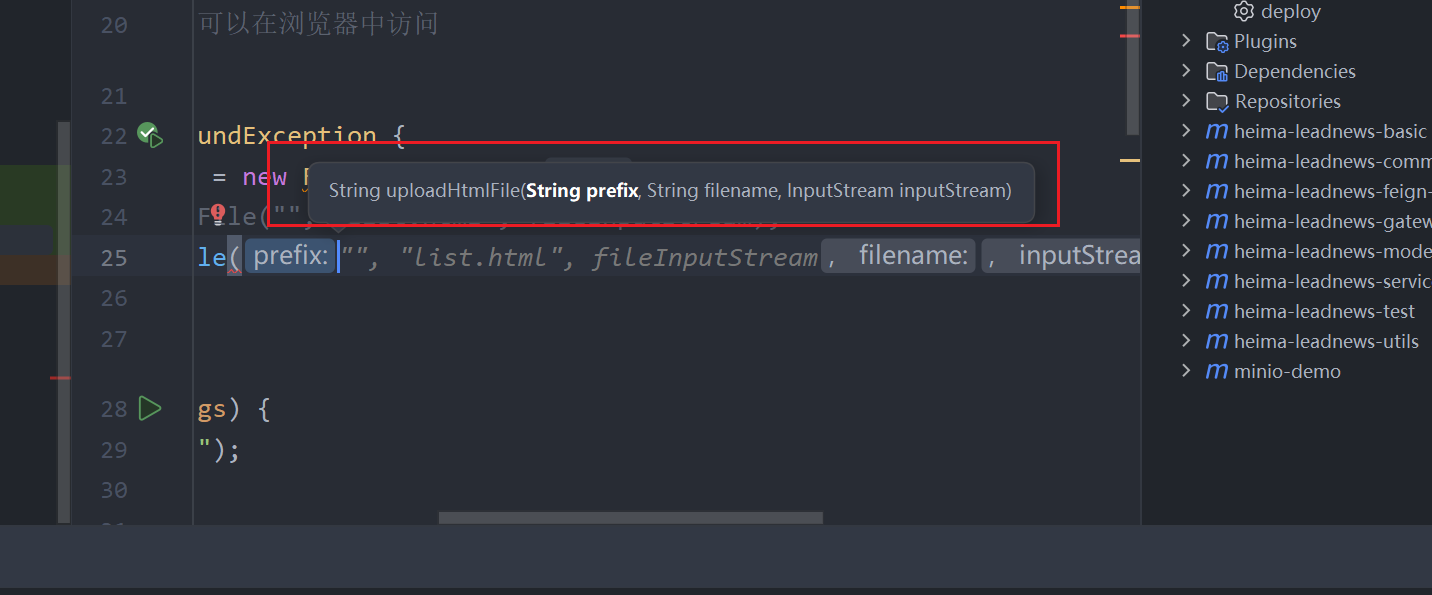 20 可以在浏览器中访问
21
22 undException {
23 = new F
String uploadHtmlFile(String prefix, String filename, InputStream inputStream)
24 File("",
25 le( prefix: "", "list.html", fileInputStream , filename: , inputStrea
26
27
28 gs) {
29 ");
30
deploy
Plugins
Dependencies
Repositories
m heima-leadnews-basic
m heima-leadnews-comm
m heima-leadnews-feign-
m heima-leadnews-gatew
m heima-leadnews-mode
m heima-leadnews-servic
m heima-leadnews-test
m heima-leadnews-utils
m minio-demo